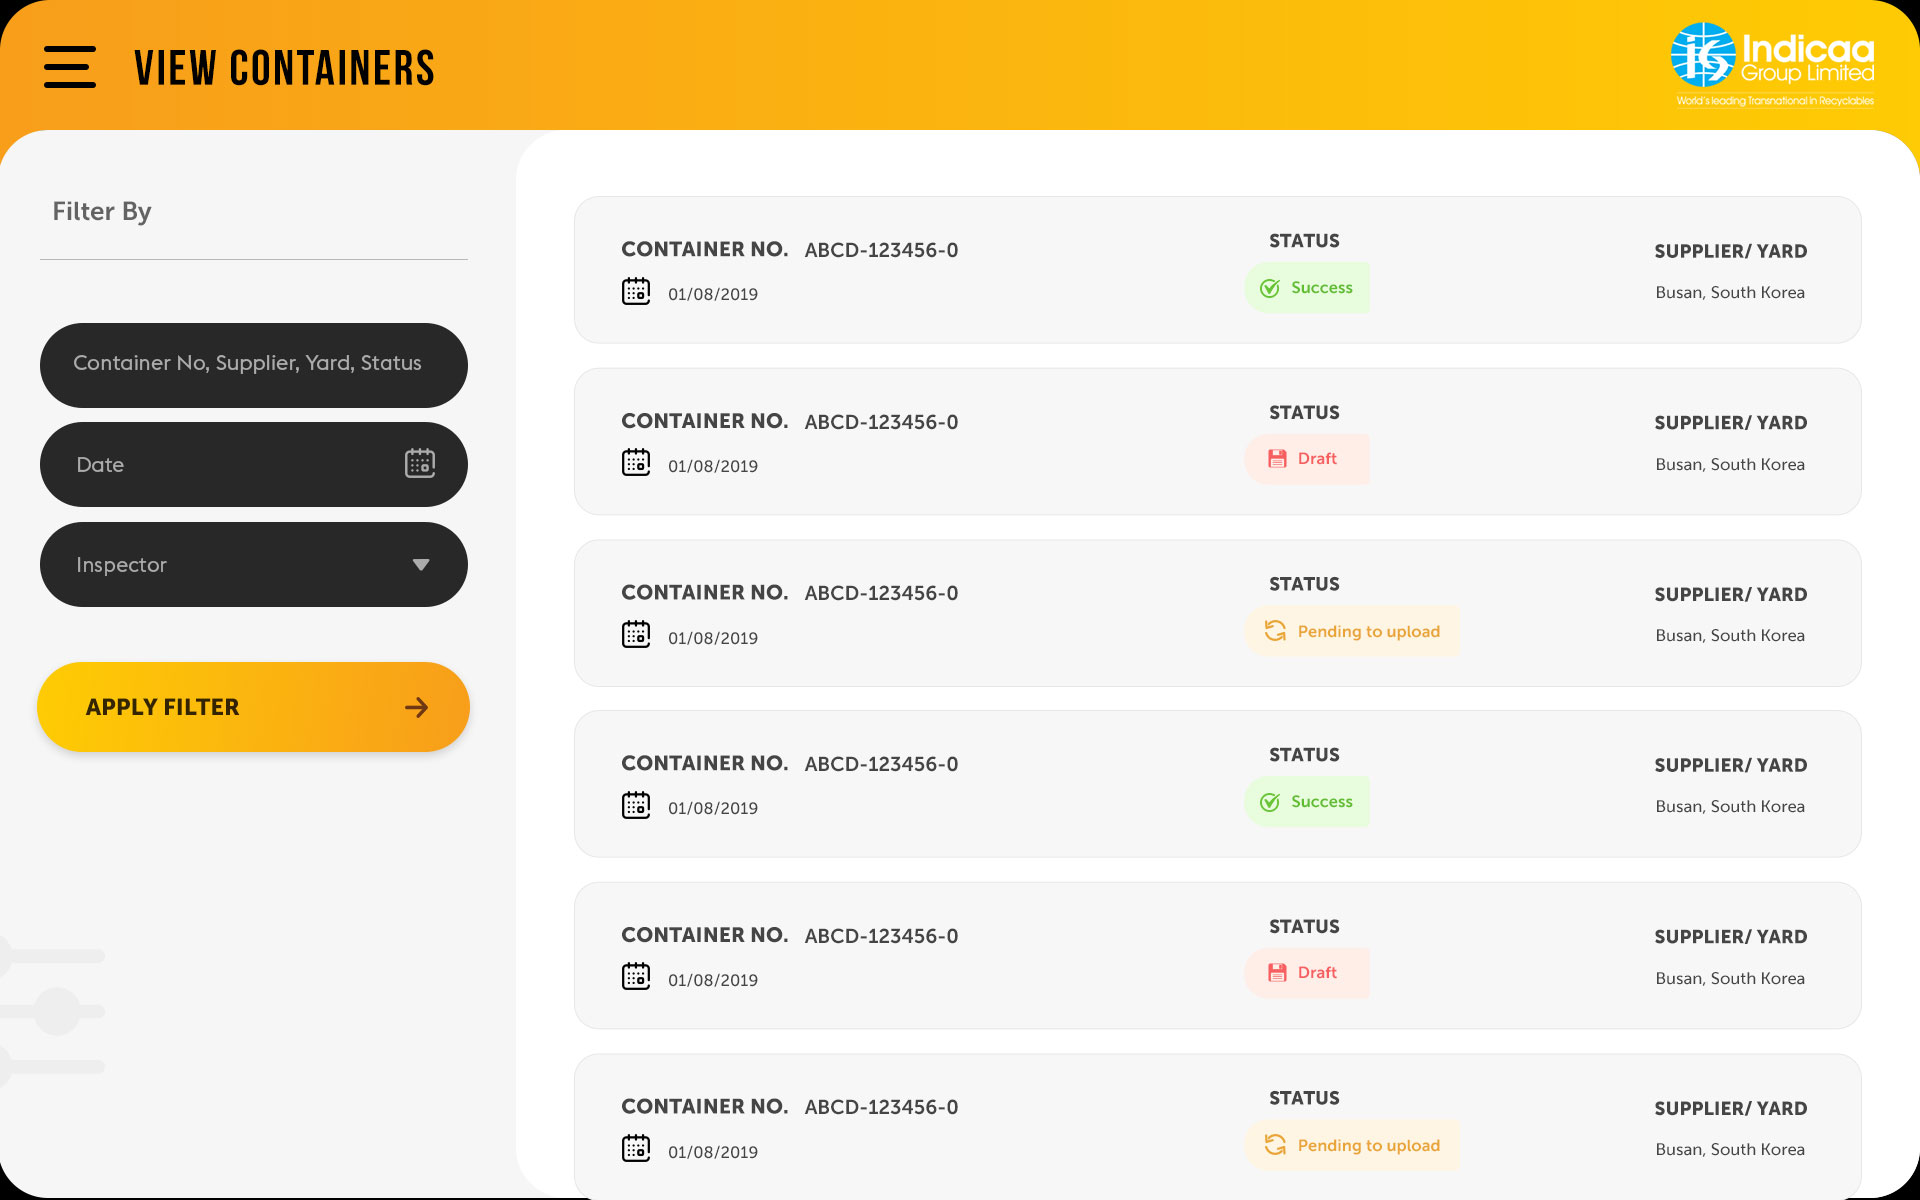 VIEW CONTAINERS
Indicaa
Group Limited
World's leading Transnational in Recyclables
Filter By
Container No, Supplier, Yard, Status
Date
Inspector
APPLY FILTER
CONTAINER NO. ABCD-123456-0
01/08/2019
STATUS
Success
SUPPLIER/ YARD
Busan, South Korea
CONTAINER NO. ABCD-123456-0
01/08/2019
STATUS
Draft
SUPPLIER/ YARD
Busan, South Korea
CONTAINER NO. ABCD-123456-0
01/08/2019
STATUS
Pending to upload
SUPPLIER/ YARD
Busan, South Korea
CONTAINER NO. ABCD-123456-0
01/08/2019
STATUS
Success
SUPPLIER/ YARD
Busan, South Korea
CONTAINER NO. ABCD-123456-0
01/08/2019
STATUS
Draft
SUPPLIER/ YARD
Busan, South Korea
CONTAINER NO. ABCD-123456-0
01/08/2019
STATUS
Pending to upload
SUPPLIER/ YARD
Busan, South Korea